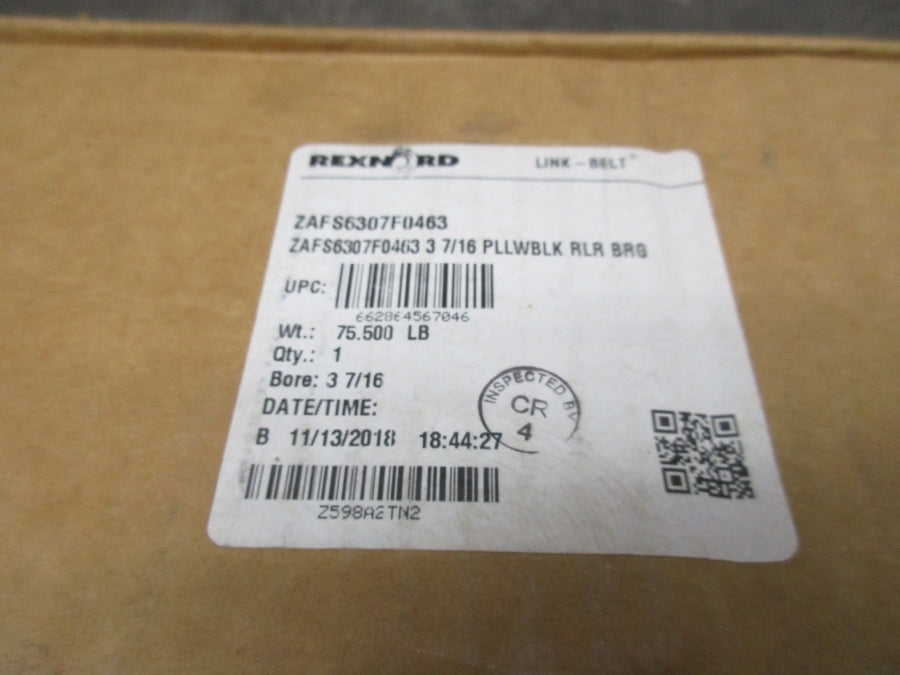 REXNORD LINK-BELT®
ZAFS6307F0463
ZAFS6307F0463 3 7/16 PLLWBLK RLR BRG
UPC:
662864567046
Wt.: 75.500 LB
Qty.: 1
Bore: 3 7/16
DATE/TIME:
B 11/13/2018 18:44:27
INSPECTED BY
CR
4
Z598A2TN2